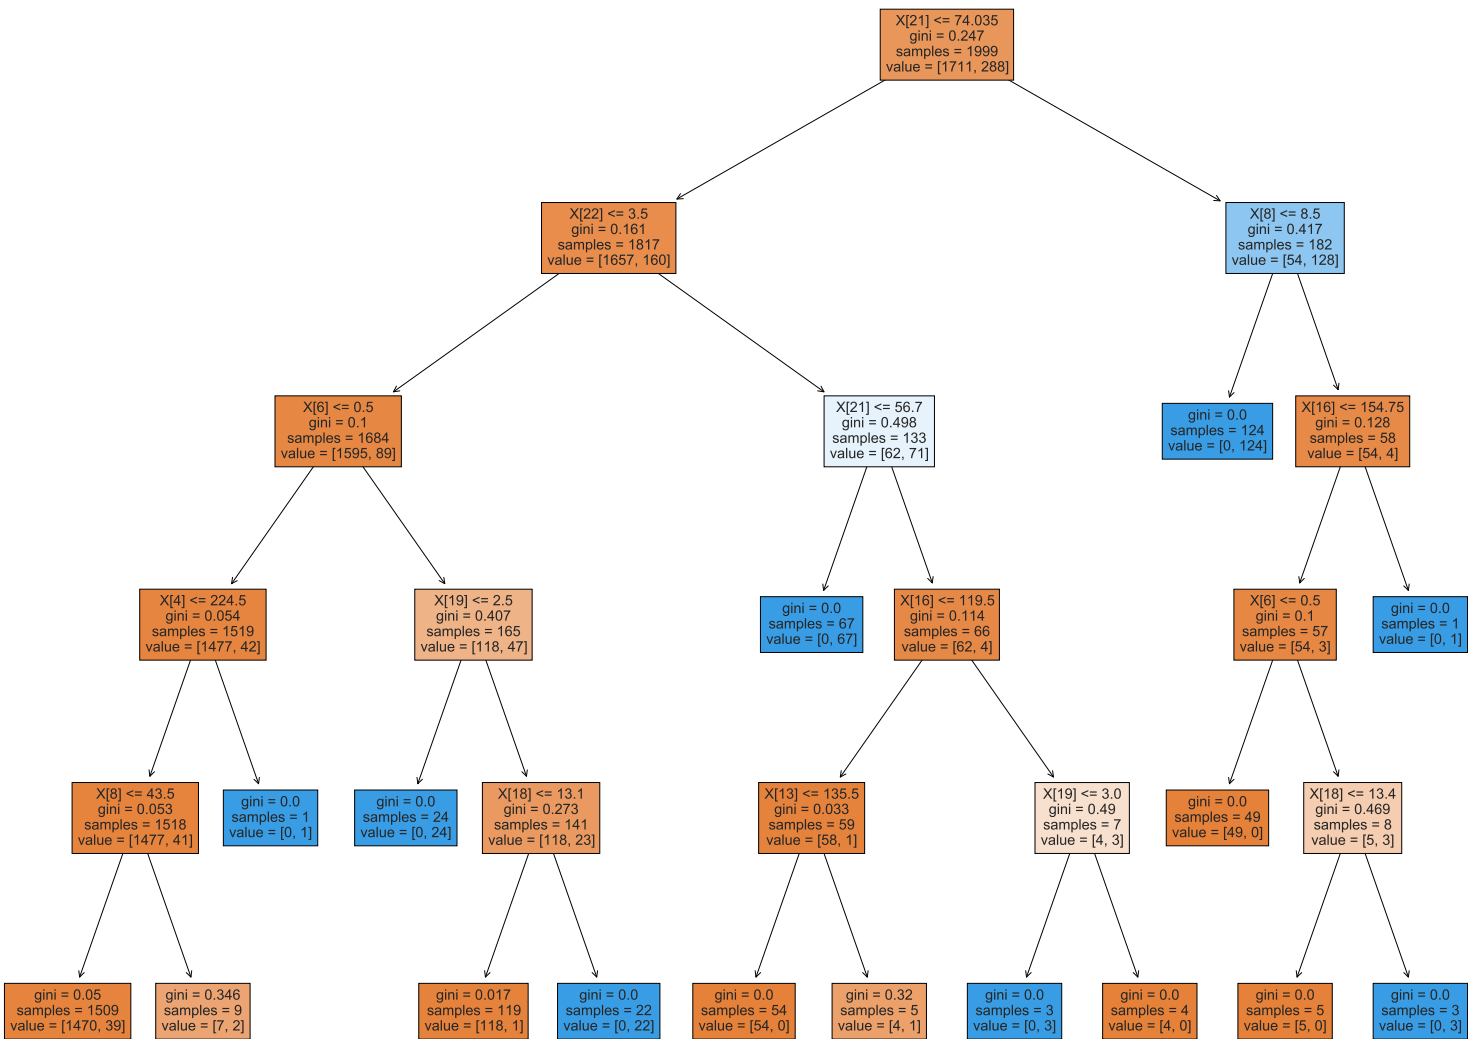 X[21] <= 74.035
gini = 0.247
samples = 1999
value = [1711, 288]
X[22] <= 3.5
gini = 0.161
samples = 1817
value = [1657, 160]
X[8] <= 8.5
gini = 0.417
samples = 182
value = [54, 128]
X[6] <= 0.5
gini = 0.1
samples = 1684
value = [1595, 89]
X[21] <= 56.7
gini = 0.498
samples = 133
value = [62, 71]
gini = 0.0
samples = 124
value = [0, 124]
X[16] <= 154.75
gini = 0.128
samples = 58
value = [54, 4]
X[4] <= 224.5
gini = 0.054
samples = 1519
value = [1477, 42]
X[19] <= 2.5
gini = 0.407
samples = 165
value = [118, 47]
gini = 0.0
samples = 67
value = [0, 67]
X[16] <= 119.5
gini = 0.114
samples = 66
value = [62, 4]
X[6] <= 0.5
gini = 0.1
samples = 57
value = [54, 3]
gini = 0.0
samples = 1
value = [0, 1]
X[8] <= 43.5
gini = 0.053
samples = 1518
value = [1477, 41]
gini = 0.0
samples = 1
value = [0, 1]
gini = 0.0
samples = 24
value = [0, 24]
X[18] <= 13.1
gini = 0.273
samples = 141
value = [118, 23]
X[13] <= 135.5
gini = 0.033
samples = 59
value = [58, 1]
X[19] <= 3.0
gini = 0.49
samples = 7
value = [4, 3]
gini = 0.0
samples = 49
value = [49, 0]
X[18] <= 13.4
gini = 0.469
samples = 8
value = [5, 3]
gini = 0.05
samples = 1509
value = [1470, 39]
gini = 0.346
samples = 9
value = [7, 2]
gini = 0.017
samples = 119
value = [118, 1]
gini = 0.0
samples = 22
value = [0, 22]
gini = 0.0
samples = 54
value = [54, 0]
gini = 0.32
samples = 5
value = [4, 1]
gini = 0.0
samples = 3
value = [0, 3]
gini = 0.0
samples = 4
value = [4, 0]
gini = 0.0
samples = 5
value = [5, 0]
gini = 0.0
samples = 3
value = [0, 3]